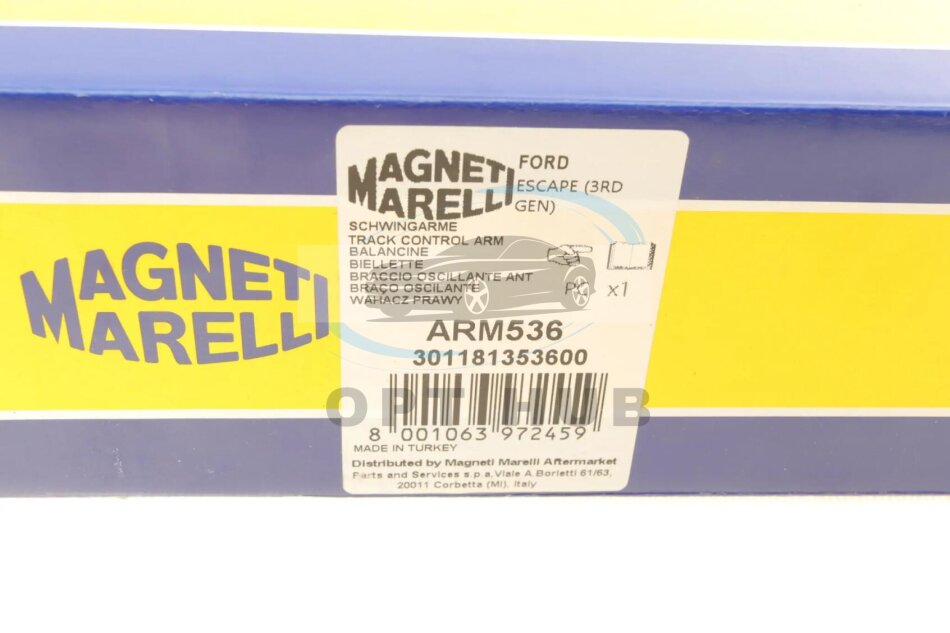 MAGNETI
MARELLI
MAGNETI
MARELLI
FORD
ESCAPE (3RD
GEN)
SCHWINGARME
TRACK CONTROL ARM
BALANCINE
BIELLETTE
BRACCIO OSCILLANTE ANT
BRAÇO OSCILANTE
WAHACZ PRAWY
x1
ARM536
301181353600
OPT HUB
8 001063 972459
MADE IN TURKEY
Distributed by Magneti Marelli Aftermarket
Parts and Services s.p.a. Viale A. Borletti 61/63,
20011 Corbetta (MI), Italy